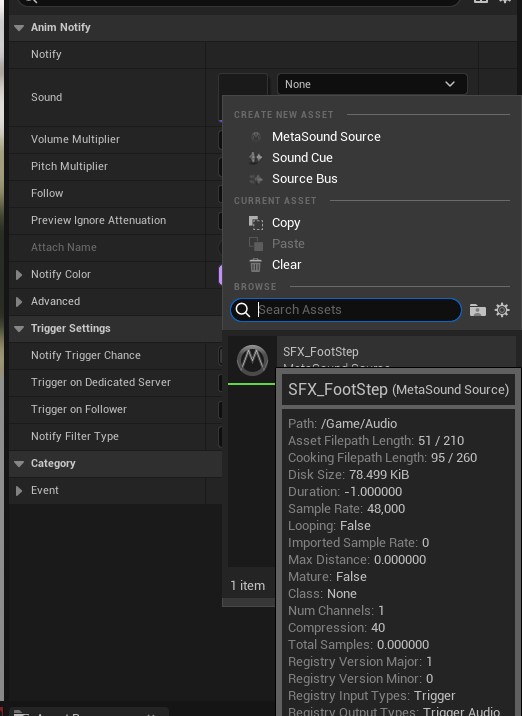 Anim Notify
Notify
Sound
None
CREATE NEW ASSET
MetaSound Source
Sound Cue
Source Bus
CURRENT ASSET
Copy
Paste
Clear
BROWSE
Search Assets
Volume Multiplier
Pitch Multiplier
Follow
Preview Ignore Attenuation
Attach Name
Notify Color
Advanced
Trigger Settings
Notify Trigger Chance
Trigger on Dedicated Server
Trigger on Follower
Notify Filter Type
Category
Event
SFX_FootStep
MetaSound Source
1 item
SFX_FootStep (MetaSound Source)
Path: /Game/Audio
Asset Filepath Length: 51 / 210
Cooking Filepath Length: 95 / 260
Disk Size: 78.499 KiB
Duration: -1.000000
Sample Rate: 48,000
Looping: False
Imported Sample Rate: 0
Max Distance: 0.000000
Mature: False
Class: None
Num Channels: 1
Compression: 40
Total Samples: 0.000000
Registry Version Major: 1
Registry Version Minor: 0
Registry Input Types: Trigger
Registry Output Types: Trigger Audio